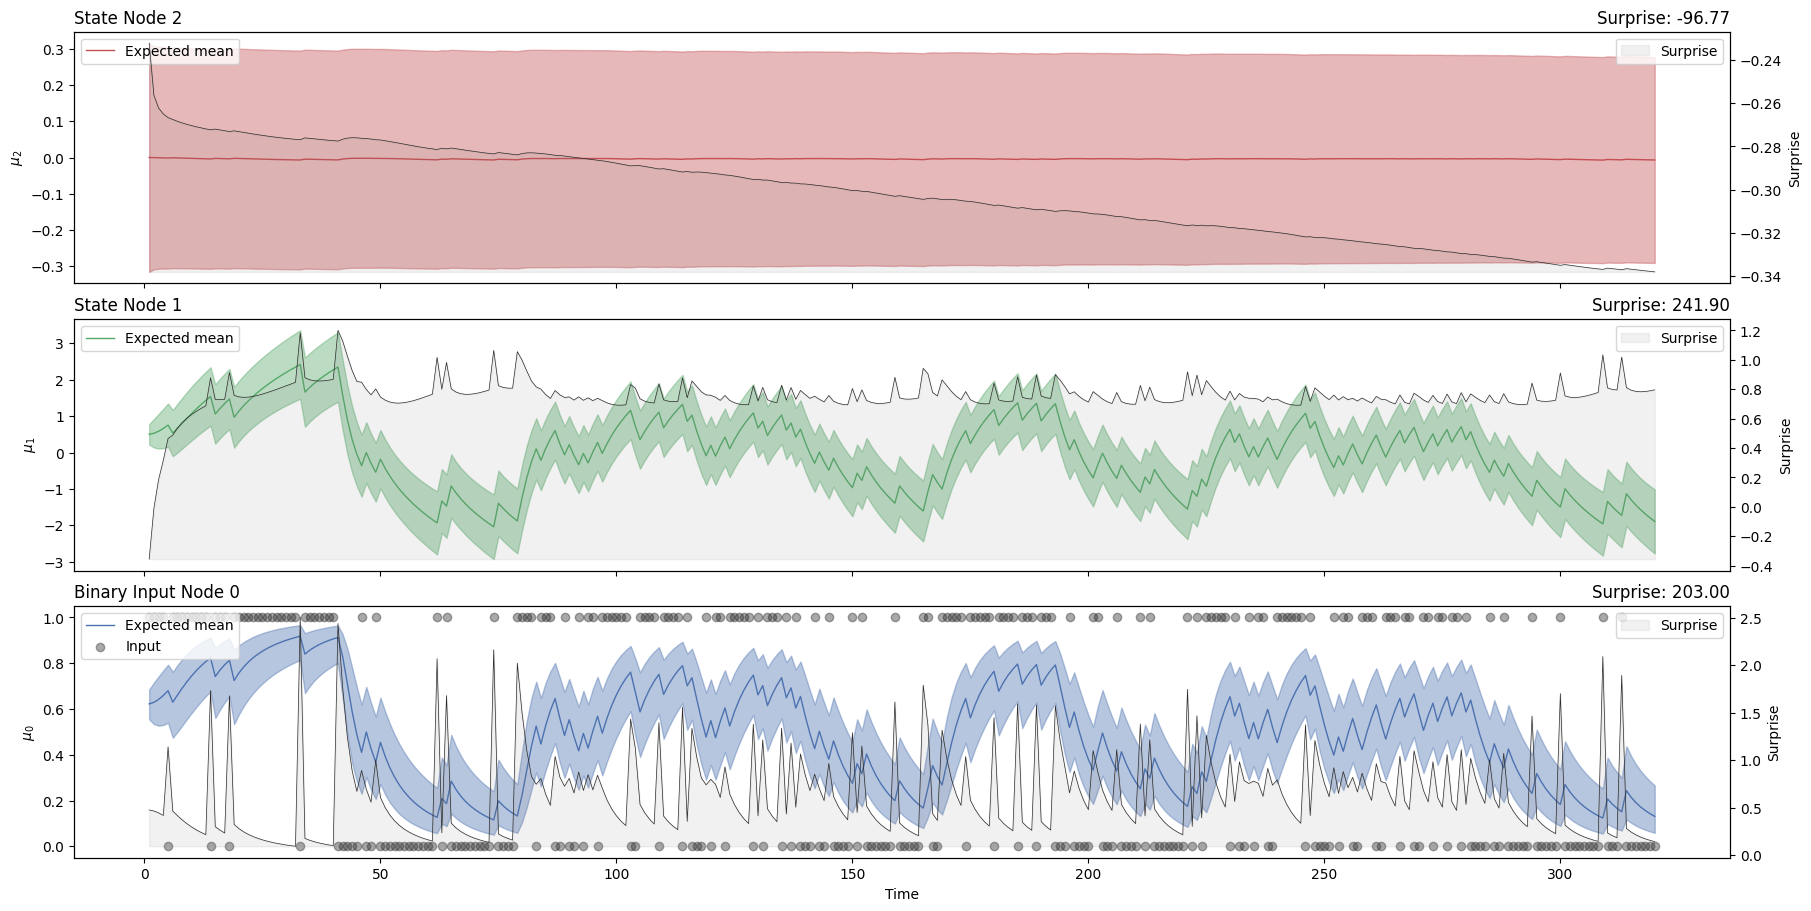 State Node 2 Surprise: -96.77
Expected mean
Surprise
0.3
0.2
0.1
0.0
−0.1
−0.2
−0.3
μ2
−0.24
−0.26
−0.28
−0.30
−0.32
−0.34
Surprise
State Node 1 Surprise: 241.90
Expected mean
Surprise
3
2
1
0
−1
−2
−3
μ1
1.2
1.0
0.8
0.6
0.4
0.2
0.0
−0.2
−0.4
Surprise
Binary Input Node 0 Surprise: 203.00
Expected mean
Input
Surprise
1.0
0.8
0.6
0.4
0.2
0.0
μ0
2.5
2.0
1.5
1.0
0.5
0.0
Surprise
0 50 100 150 200 250 300
Time